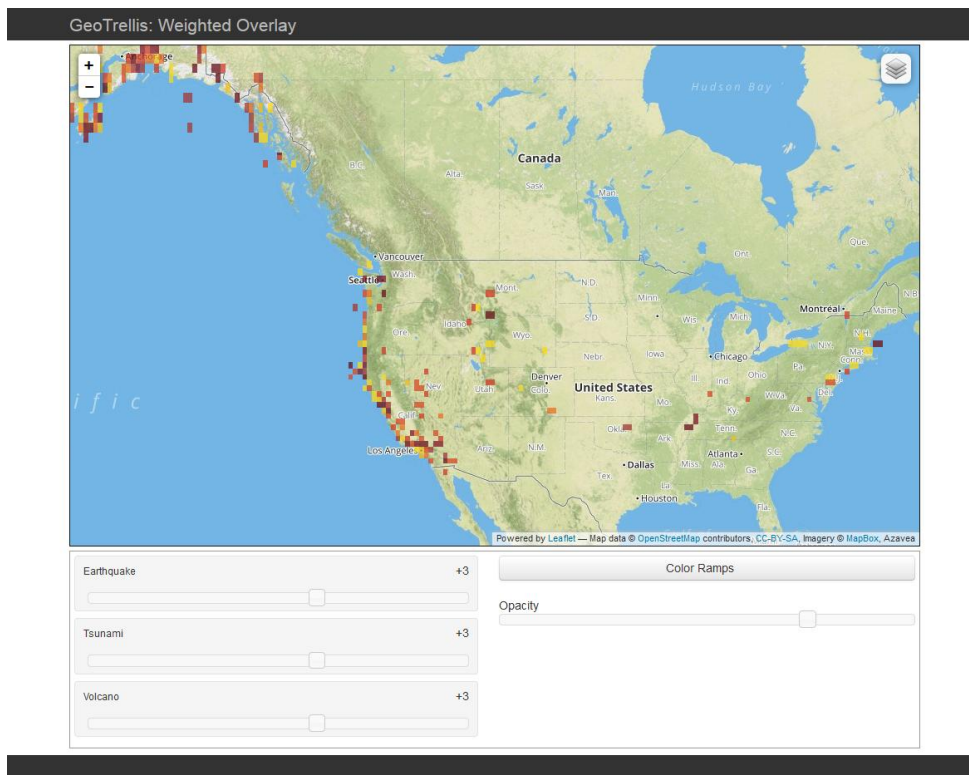 GeoTrellis: Weighted Overlay
Anchorage
+
−
Hudson Bay
B.C.
Alta.
Canada
Sask.
Man.
Ont.
Que.
Vancouver
Seattle
Wash.
Mont.
N.D.
Minn.
Montréal
Maine
N.B.
Ore.
Idaho
Wyo.
S.D.
Wis.
Mich.
N.Y.
N.H.
Mass.
Conn.
Nebr.
Iowa
Chicago
Pa.
Nev.
Utah
Denver
Colo.
United States
Kans.
Mo.
Ill.
Ind.
Ohio
W.Va.
Va.
Del.
ific
Calif.
Ky.
Los Angeles
Ariz.
N.M.
Okla.
Ark.
Tenn.
N.C.
Atlanta
S.C.
Dallas
Tex.
Miss.
Ala.
Ga.
La.
Houston
Fla.
Powered by Leaflet — Map data © OpenStreetMap contributors, CC-BY-SA, Imagery © MapBox, Azavea
Earthquake +3
Color Ramps
Opacity
Tsunami +3
Volcano +3